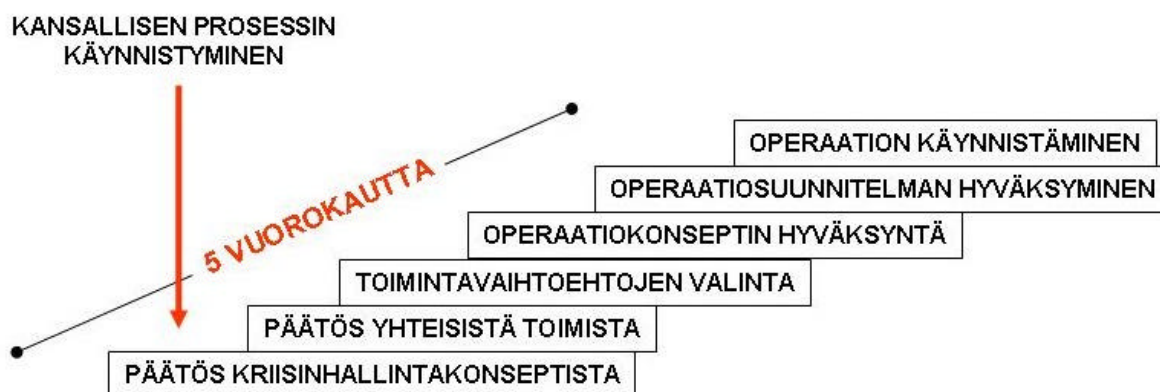 KANSALLISEN PROSESSIN
KÄYNNISTYMINEN
5 VUOROKAUTTA
OPERAATION KÄYNNISTÄMINEN
OPERAATIOSUUNNITELMAN HYVÄKSYMINEN
OPERAATIOKONSEPTIN HYVÄKSYNTÄ
TOIMINTAVAIHTOEHTOJEN VALINTA
PÄÄTÖS YHTEISISTÄ TOIMISTA
PÄÄTÖS KRIISINHALLINTAKONSEPTISTA